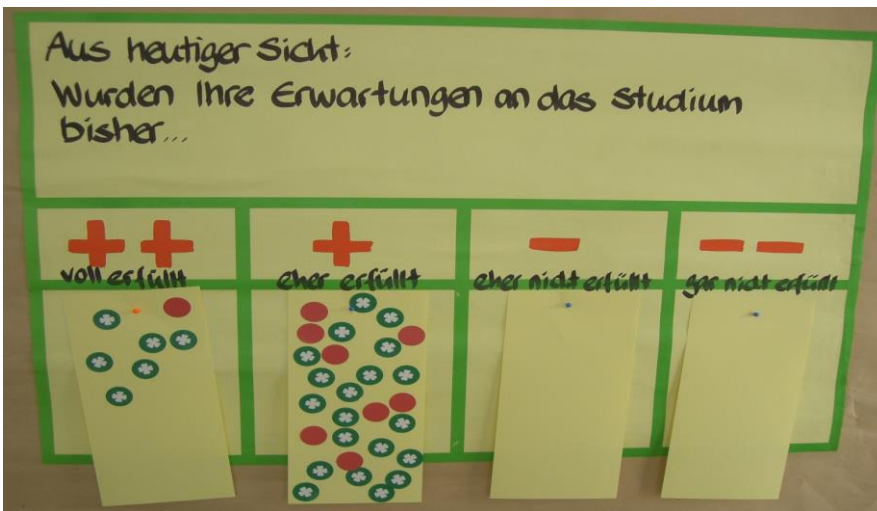 Aus heutiger Sicht:
Wurden Ihre Erwartungen an das Studium
bisher...
++ + - --
voll erfüllt eher erfüllt eher nicht erfüllt gar nicht erfüllt